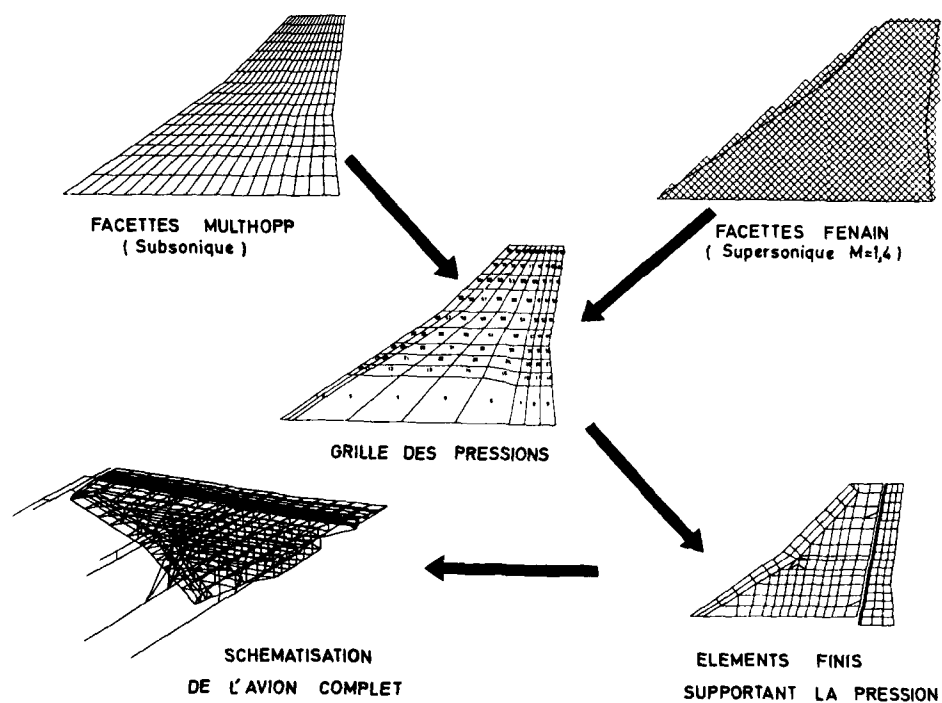 FACETTES MULTHOPP
( Subsonique )
FACETTES FENAIN
( Supersonique M=1,4 )
GRILLE DES PRESSIONS
SCHEMATISATION
DE L'AVION COMPLET
ELEMENTS FINIS
SUPPORTANT LA PRESSION